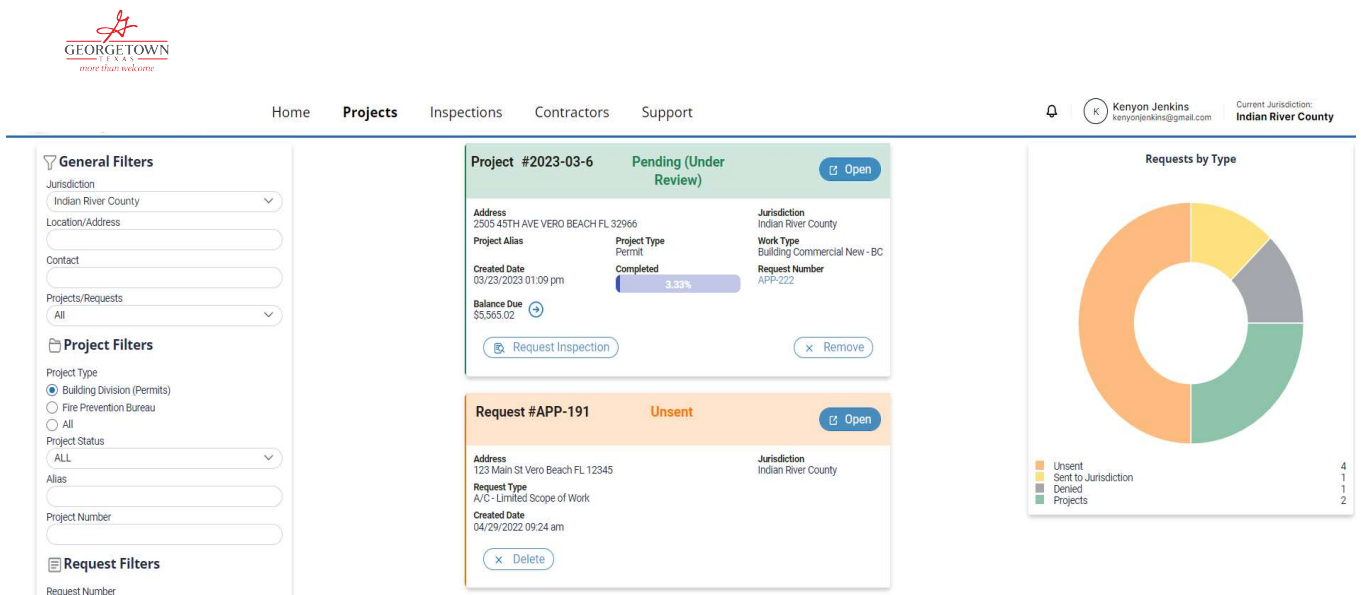 GEORGETOWN
TEXAS
more than welcome
Home Projects Inspections Contractors Support
K
Kenyon Jenkins
kenyonjenkins@gmail.com
Current Jurisdiction:
Indian River County
General Filters
Jurisdiction
Indian River County
Location/Address
Contact
Projects/Requests
All
Project Filters
Project Type
Building Division (Permits)
Fire Prevention Bureau
All
Project Status
ALL
Alias
Project Number
Request Filters
Request Number
Project #2023-03-6
Pending (Under
Review)
Open
Address
2505 45TH AVE VERO BEACH FL 32966
Jurisdiction
Indian River County
Project Alias
Project Type
Permit
Work Type
Building Commercial New - BC
Created Date
03/23/2023 01:09 pm
Completed
3.33%
Request Number
APP-222
Balance Due
$5,565.02
Request Inspection
Remove
Request #APP-191
Unsent
Open
Address
123 Main St Vero Beach FL 12345
Jurisdiction
Indian River County
Request Type
A/C - Limited Scope of Work
Created Date
04/29/2022 09:24 am
Delete
Requests by Type
Unsent 4
Sent to Jurisdiction 1
Denied 1
Projects 2